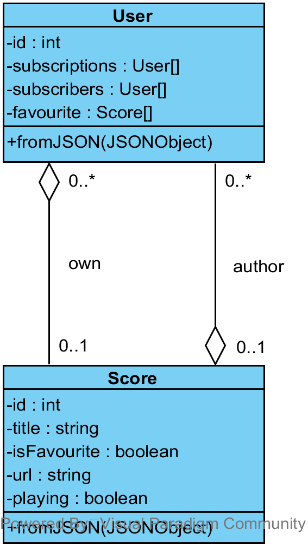 User
-id : int
-subscriptions : User[]
-subscribers : User[]
-favourite : Score[]
+fromJSON(JSONObject)
0..* 0..*
own author
0..1 0..1
Score
-id : int
-title : string
-isFavourite : boolean
-url : string
-playing : boolean
+fromJSON(JSONObject)
Powered By Visual Paradigm Community